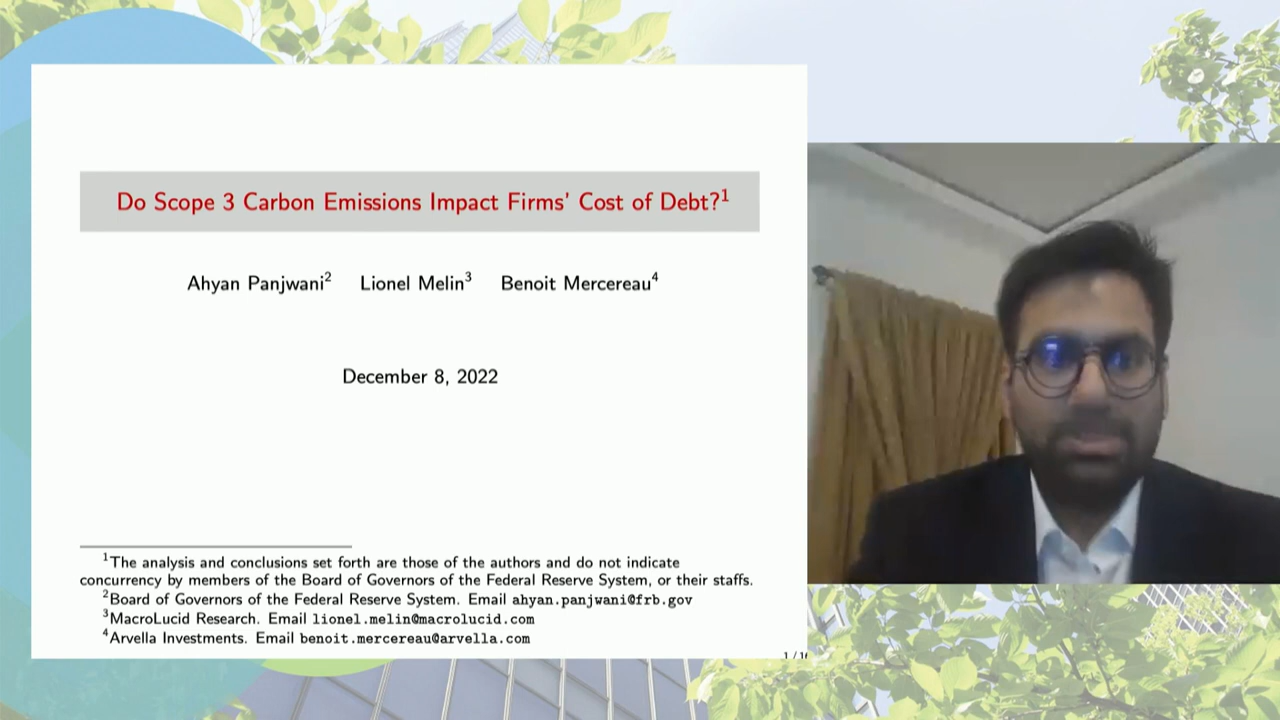 Do Scope 3 Carbon Emissions Impact Firms' Cost of Debt?1
Ahyan Panjwani2 Lionel Melin3 Benoit Mercereau4
December 8, 2022
1The analysis and conclusions set forth are those of the authors and do not indicate
concurrency by members of the Board of Governors of the Federal Reserve System, or their staffs.
2Board of Governors of the Federal Reserve System. Email ahyan.panjwani@frb.gov
3MacroLucid Research. Email lionel.melin@macrolucid.com
4Arvella Investments. Email benoit.mercereau@arvella.com
1 /